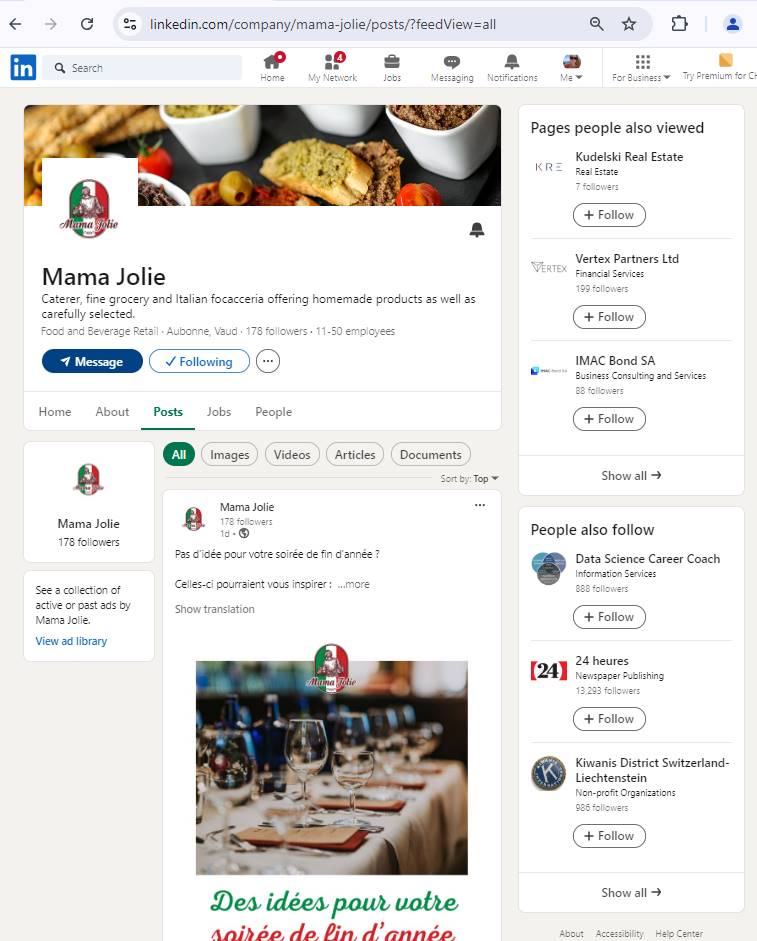 linkedin.com/company/mama-jolie/posts/?feedView=all
in
Search
Home
4
My Network
Jobs
Messaging
Notifications
Me
For Business
Try Premium for CH
Mama Jolie
Mama Jolie
Caterer, fine grocery and Italian focacceria offering homemade products as well as
carefully selected.
Food and Beverage Retail · Aubonne, Vaud · 178 followers · 11-50 employees
Message
Following
Home
About
Posts
Jobs
People
Mama Jolie
Mama Jolie
178 followers
See a collection of
active or past ads by
Mama Jolie.
View ad library
All
Images
Videos
Articles
Documents
Sort by: Top
Mama Jolie
178 followers
1d •
...
Pas d'idée pour votre soirée de fin d'année ?
Celles-ci pourraient vous inspirer : ...more
Show translation
Mama Jolie
Des idées pour votre
soirée de fin d'année
Pages people also viewed
KRE
Kudelski Real Estate
Real Estate
7 followers
+ Follow
VERTEX
Vertex Partners Ltd
Financial Services
199 followers
+ Follow
IMAC Bond SA
IMAC Bond SA
Business Consulting and Services
88 followers
+ Follow
Show all →
People also follow
Data Science Career Coach
Information Services
888 followers
+ Follow
24
24 heures
Newspaper Publishing
13,293 followers
+ Follow
Kiwanis District Switzerland-
Liechtenstein
Non-profit Organizations
986 followers
+ Follow
Show all →
About
Accessibility
Help Center